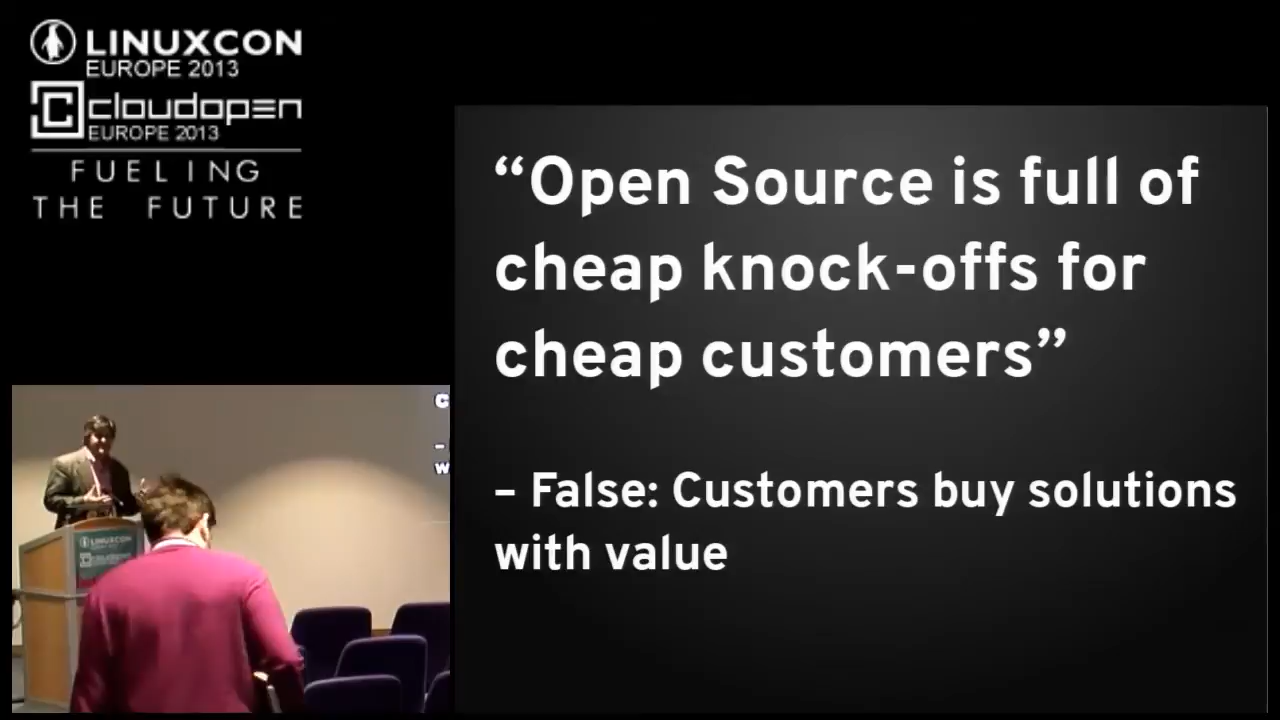 LINUXCON
EUROPE 2013
cloudopen
EUROPE 2013
FUELING
THE FUTURE
“Open Source is full of
cheap knock-offs for
cheap customers”
– False: Customers buy solutions
with value
LINUXCON